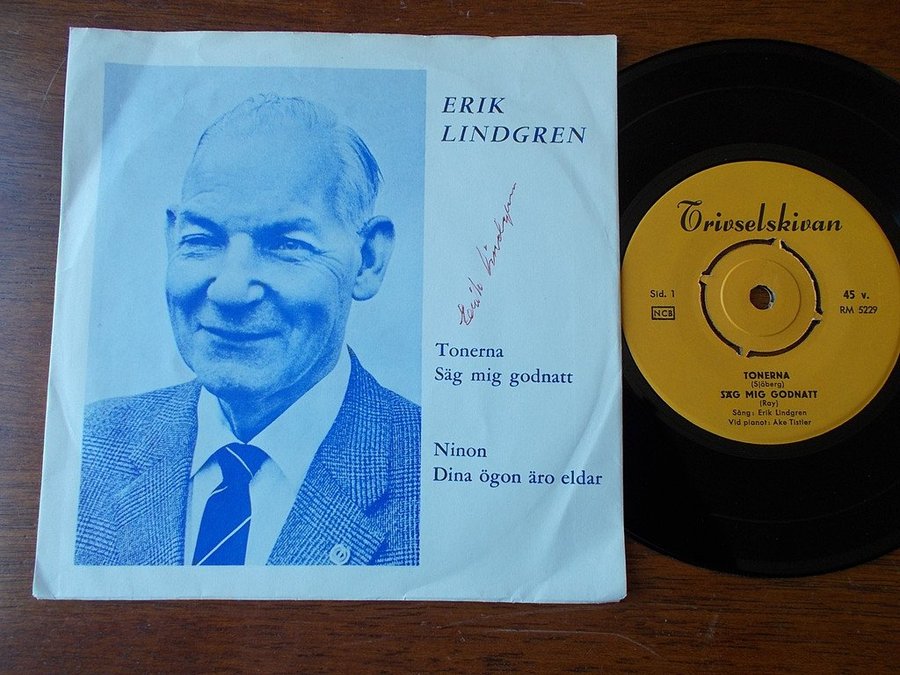 ERIK
LINDGREN
Erik Lindgren
Tonerna
Säg mig godnatt
Ninon
Dina ögon äro eldar
Trivselskivan
Sid. 1
NCB
45 v.
RM 5229
TONERNA
(Sjöberg)
SÄG MIG GODNATT
(Ray)
Sång: Erik Lindgren
Vid pianot: Åke Tistler